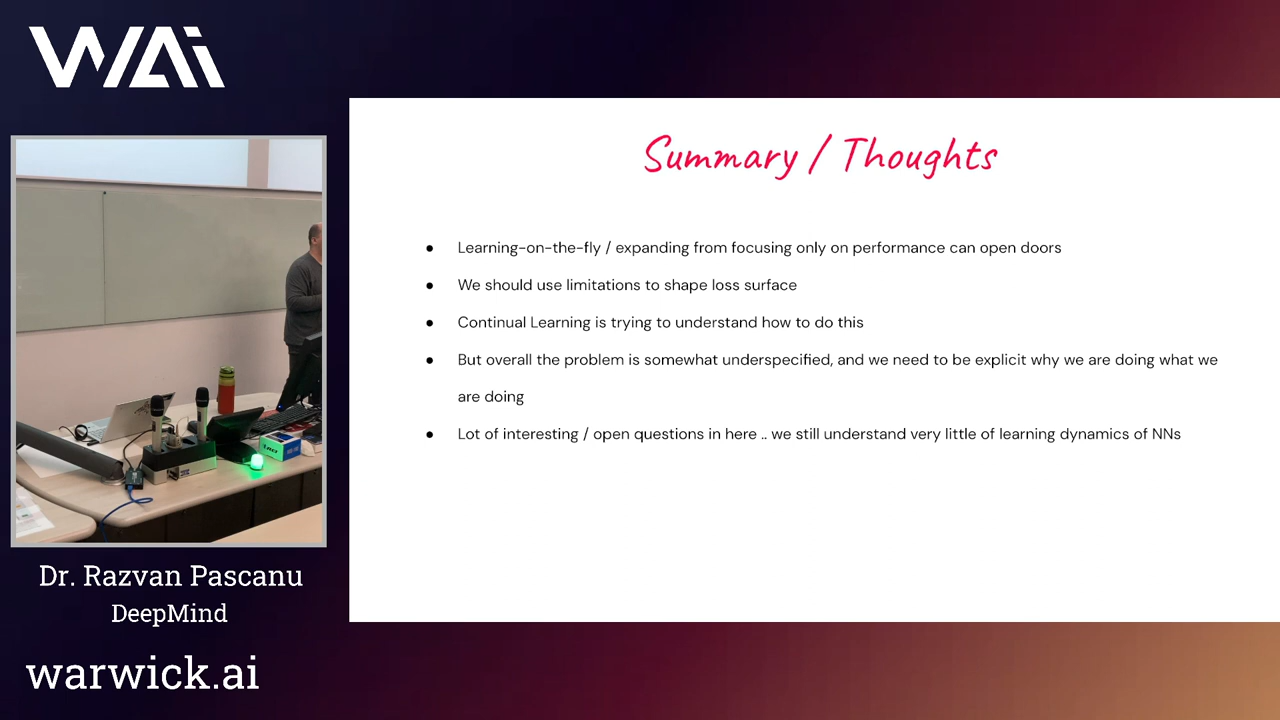 WAi
Summary / Thoughts
● Learning-on-the-fly / expanding from focusing only on performance can open doors
● We should use limitations to shape loss surface
● Continual Learning is trying to understand how to do this
● But overall the problem is somewhat underspecified, and we need to be explicit why we are doing what we
are doing
● Lot of interesting / open questions in here .. we still understand very little of learning dynamics of NNs
Dr. Razvan Pascanu
DeepMind
warwick.ai